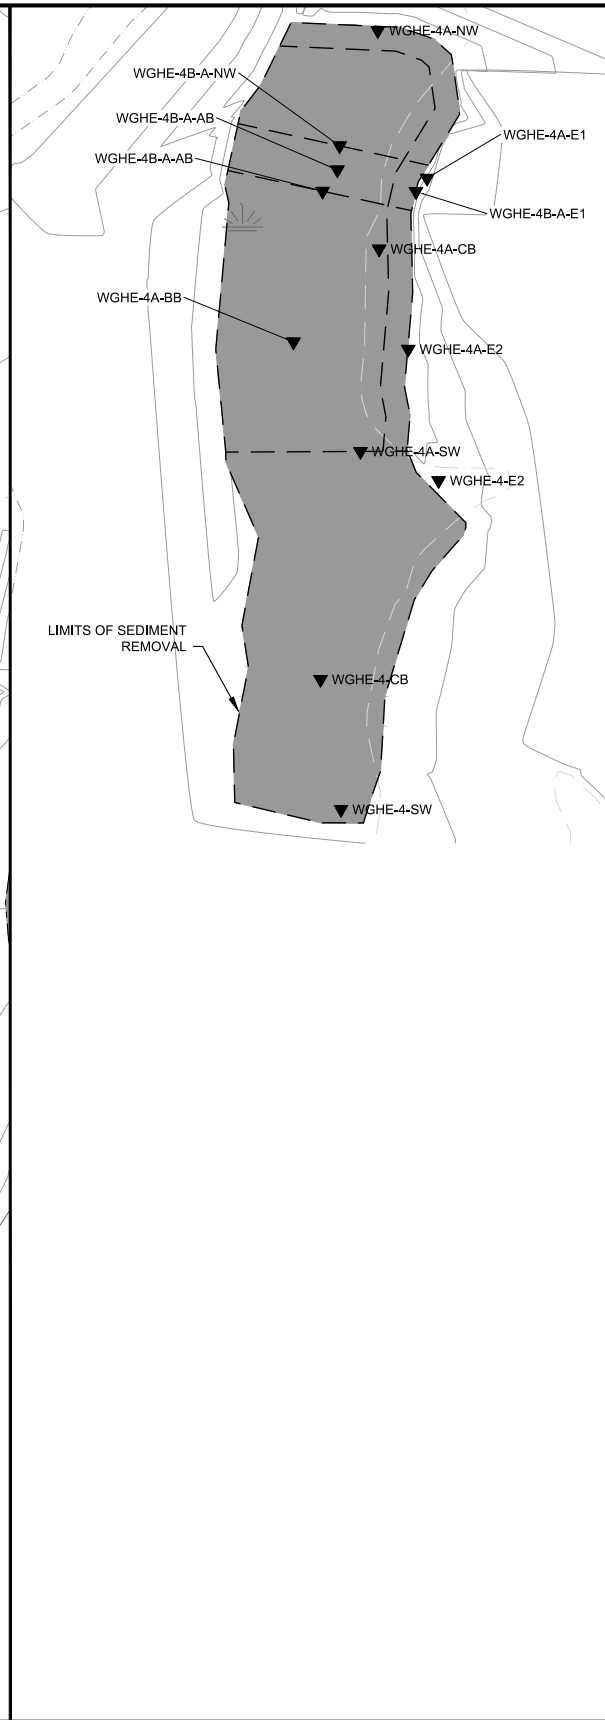 WGHE-4A-NW
WGHE-4B-A-NW
WGHE-4B-A-AB
WGHE-4A-E1
WGHE-4B-A-AB
WGHE-4B-A-E1
WGHE-4A-CB
WGHE-4A-BB
WGHE-4A-E2
WGHE-4A-SW
WGHE-4-E2
LIMITS OF SEDIMENT
REMOVAL
WGHE-4-CB
WGHE-4-SW